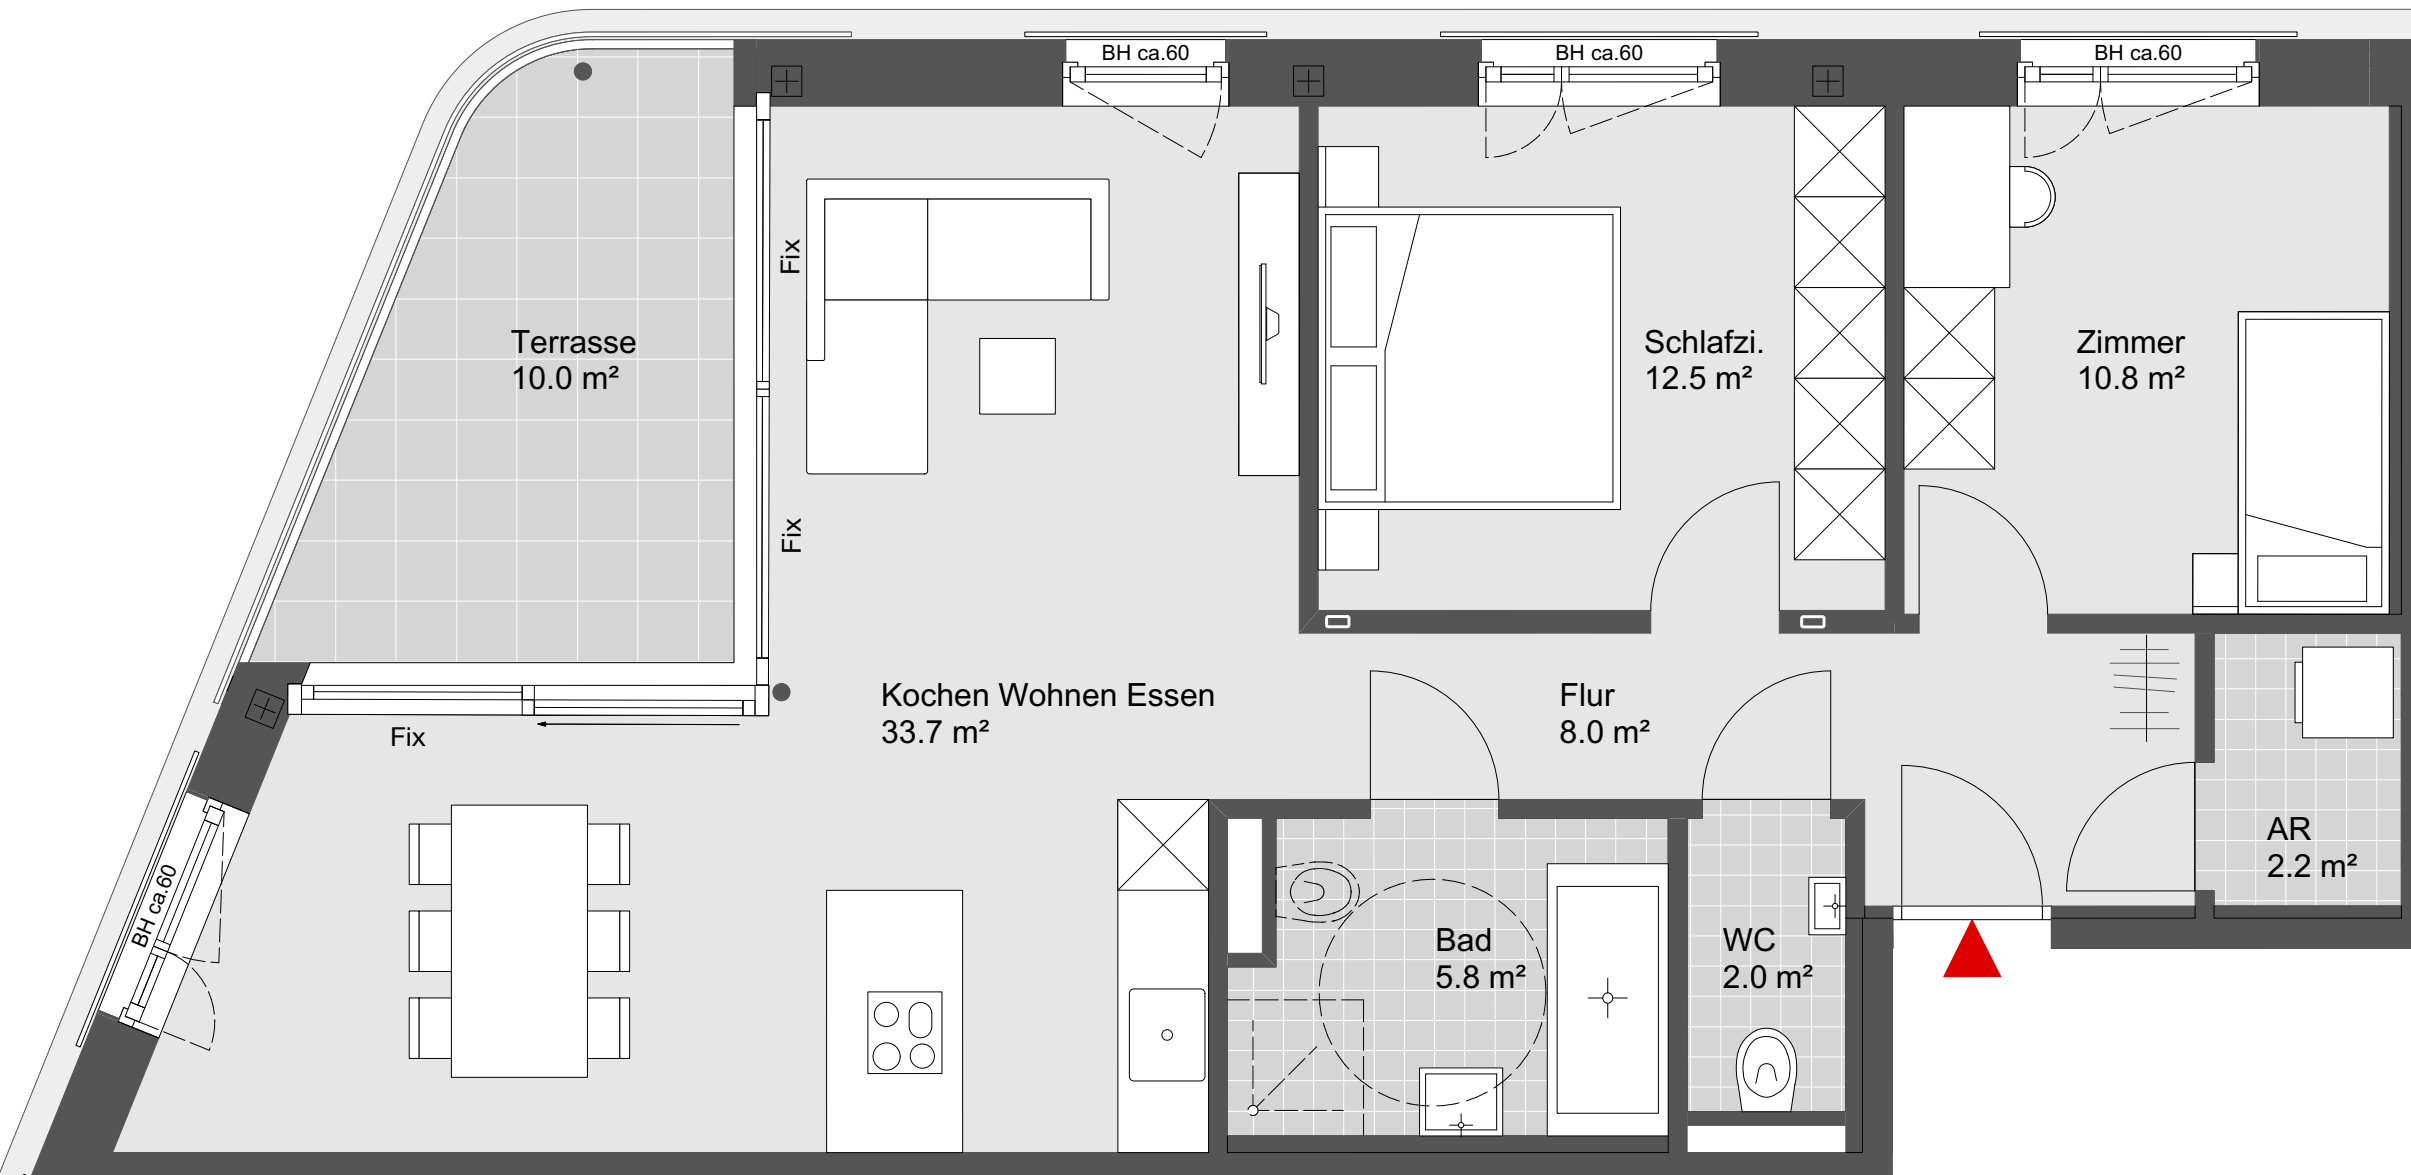 BH ca.60
BH ca.60
BH ca.60
Fix
Terrasse
10.0 m²
Schlafzi.
12.5 m²
Zimmer
10.8 m²
Fix
Kochen Wohnen Essen
33.7 m²
Flur
8.0 m²
Fix
AR
2.2 m²
BH ca.60
Bad
5.8 m²
WC
2.0 m²